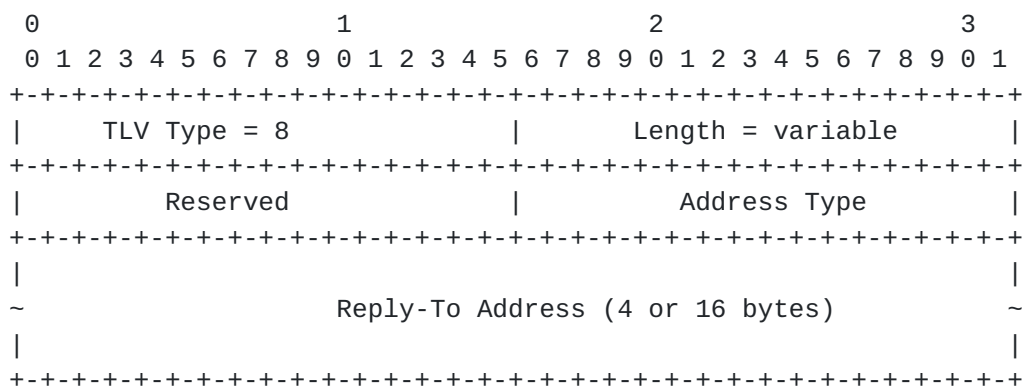 0                   1                   2                   3
0 1 2 3 4 5 6 7 8 9 0 1 2 3 4 5 6 7 8 9 0 1 2 3 4 5 6 7 8 9 0 1
+-+-+-+-+-+-+-+-+-+-+-+-+-+-+-+-+-+-+-+-+-+-+-+-+-+-+-+-+-+-+-+-+
|     TLV Type = 8              |       Length = variable       |
+-+-+-+-+-+-+-+-+-+-+-+-+-+-+-+-+-+-+-+-+-+-+-+-+-+-+-+-+-+-+-+-+
|         Reserved              |          Address Type         |
+-+-+-+-+-+-+-+-+-+-+-+-+-+-+-+-+-+-+-+-+-+-+-+-+-+-+-+-+-+-+-+-+
|                                                               |
~                    Reply-To Address (4 or 16 bytes)           ~
|                                                               |
+-+-+-+-+-+-+-+-+-+-+-+-+-+-+-+-+-+-+-+-+-+-+-+-+-+-+-+-+-+-+-+-+